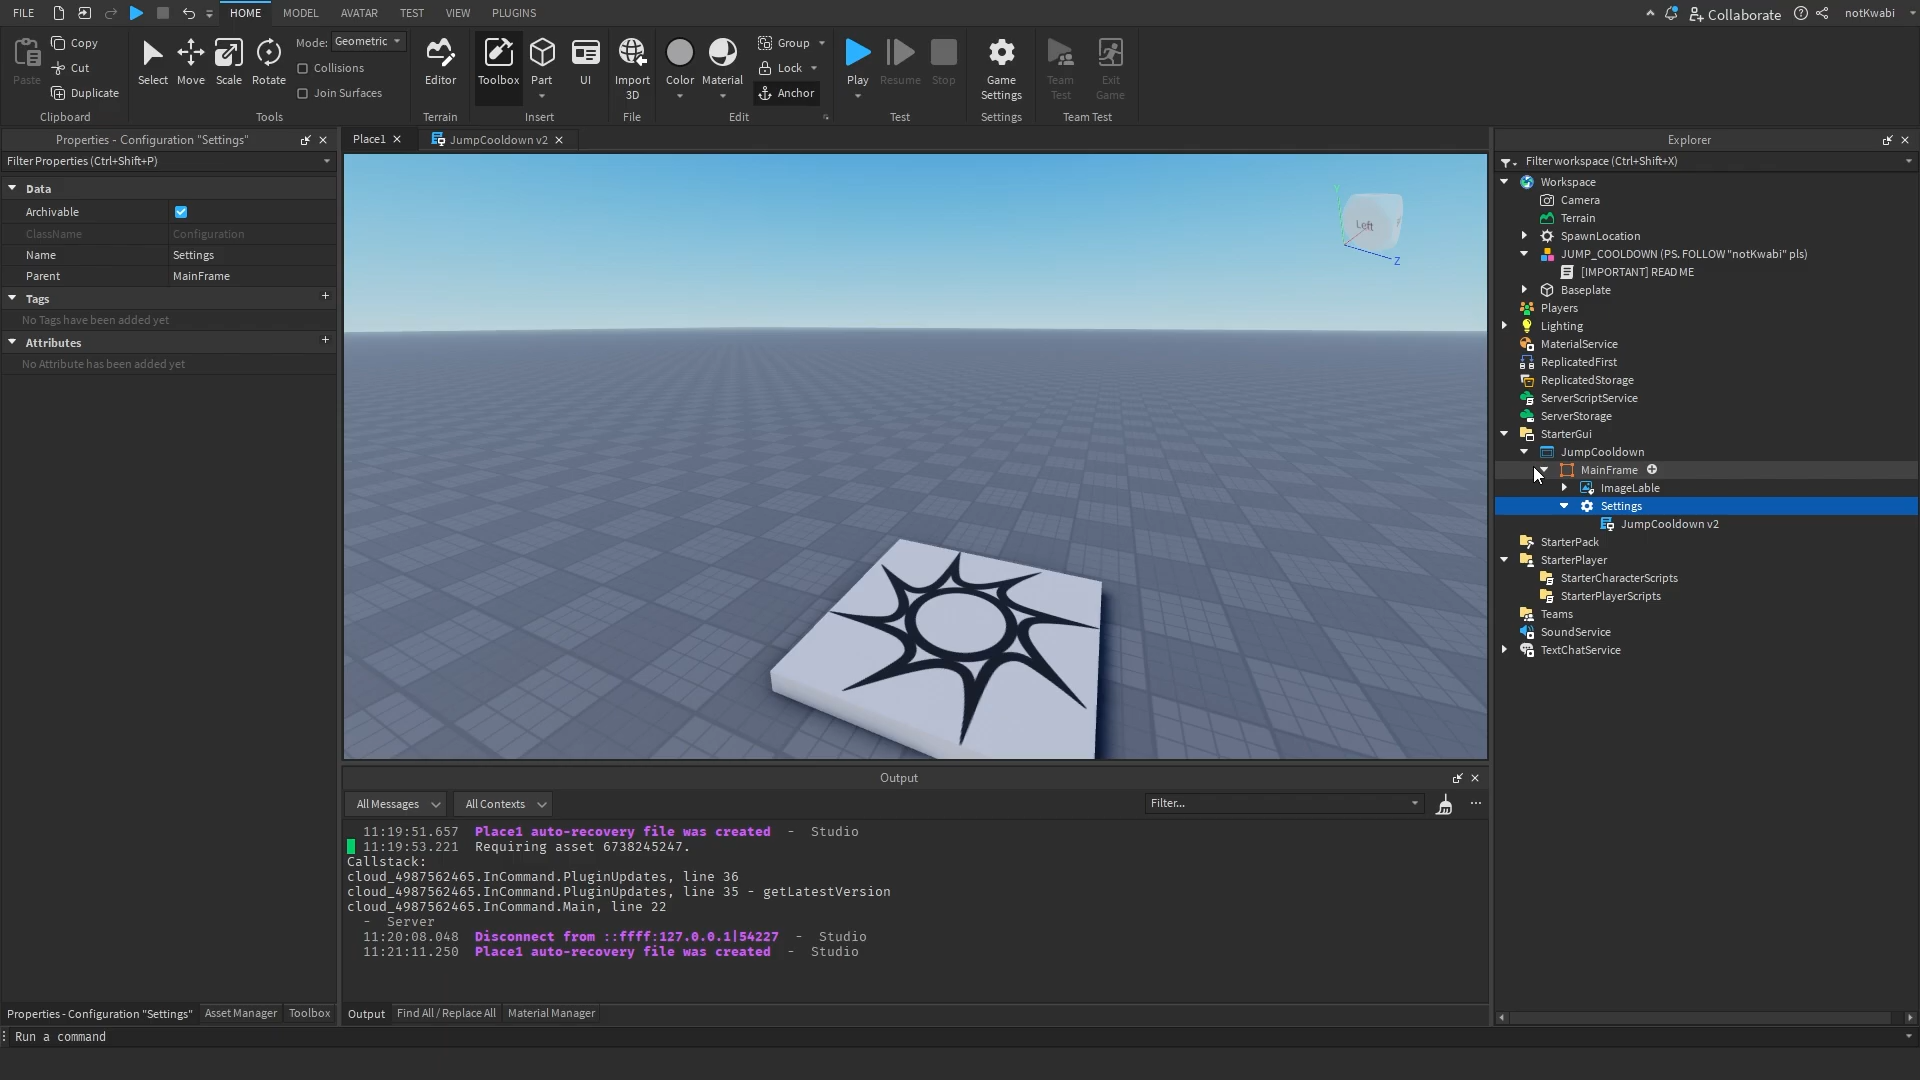 FILE HOME MODEL AVATAR TEST VIEW PLUGINS Collaborate notKwabi
Paste Copy Cut Duplicate Clipboard
Select Move Scale Rotate Mode: Geometric Collisions Join Surfaces Tools
Editor Terrain
Toolbox Part UI Insert
Import 3D File
Color Material Group Lock Anchor Edit
Play Resume Stop Test
Game Settings Settings
Team Test Exit Game Team Test
Properties - Configuration "Settings"
Filter Properties (Ctrl+Shift+P)
Data
Archivable
ClassName Configuration
Name Settings
Parent MainFrame
Tags +
No Tags have been added yet
Attributes +
No Attribute has been added yet
Place1 JumpCooldown v2
Y
Left
Z
Output
All Messages All Contexts Filter...
11:19:51.657 Place1 auto-recovery file was created - Studio
11:19:53.221 Requiring asset 6738245247.
Callstack:
cloud_4987562465.InCommand.PluginUpdates, line 36
cloud_4987562465.InCommand.PluginUpdates, line 35 - getLatestVersion
cloud_4987562465.InCommand.Main, line 22
- Server
11:20:08.048 Disconnect from ::ffff:127.0.0.1|54227 - Studio
11:21:11.250 Place1 auto-recovery file was created - Studio
Explorer
Filter workspace (Ctrl+Shift+X)
Workspace
Camera
Terrain
SpawnLocation
JUMP_COOLDOWN (PS. FOLLOW "notKwabi" pls)
[IMPORTANT] READ ME
Baseplate
Players
Lighting
MaterialService
ReplicatedFirst
ReplicatedStorage
ServerScriptService
ServerStorage
StarterGui
JumpCooldown
MainFrame
ImageLable
Settings
JumpCooldown v2
StarterPack
StarterPlayer
StarterCharacterScripts
StarterPlayerScripts
Teams
SoundService
TextChatService
Properties - Configuration "Settings" Asset Manager Toolbox
Output Find All / Replace All Material Manager
Run a command